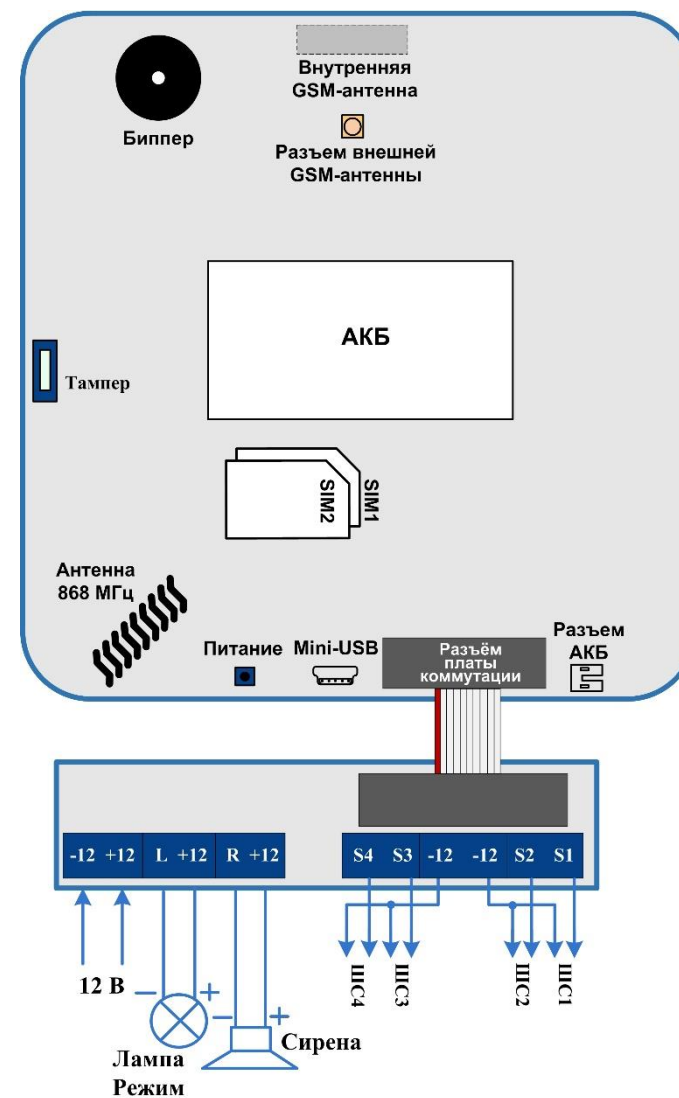 Внутренняя
GSM-антенна
Биппер
Разъем внешней
GSM-антенны
АКБ
Тампер
SIM2
SIM1
Антенна
868 МГц
Питание
Mini-USB
Разъём
платы
коммутации
Разъем
АКБ
-12 +12 L +12 R +12
S4 S3 -12 -12 S2 S1
12 В
− +
− +
Лампа
Режим
Сирена
ШС4
ШС3
ШС2
ШС1